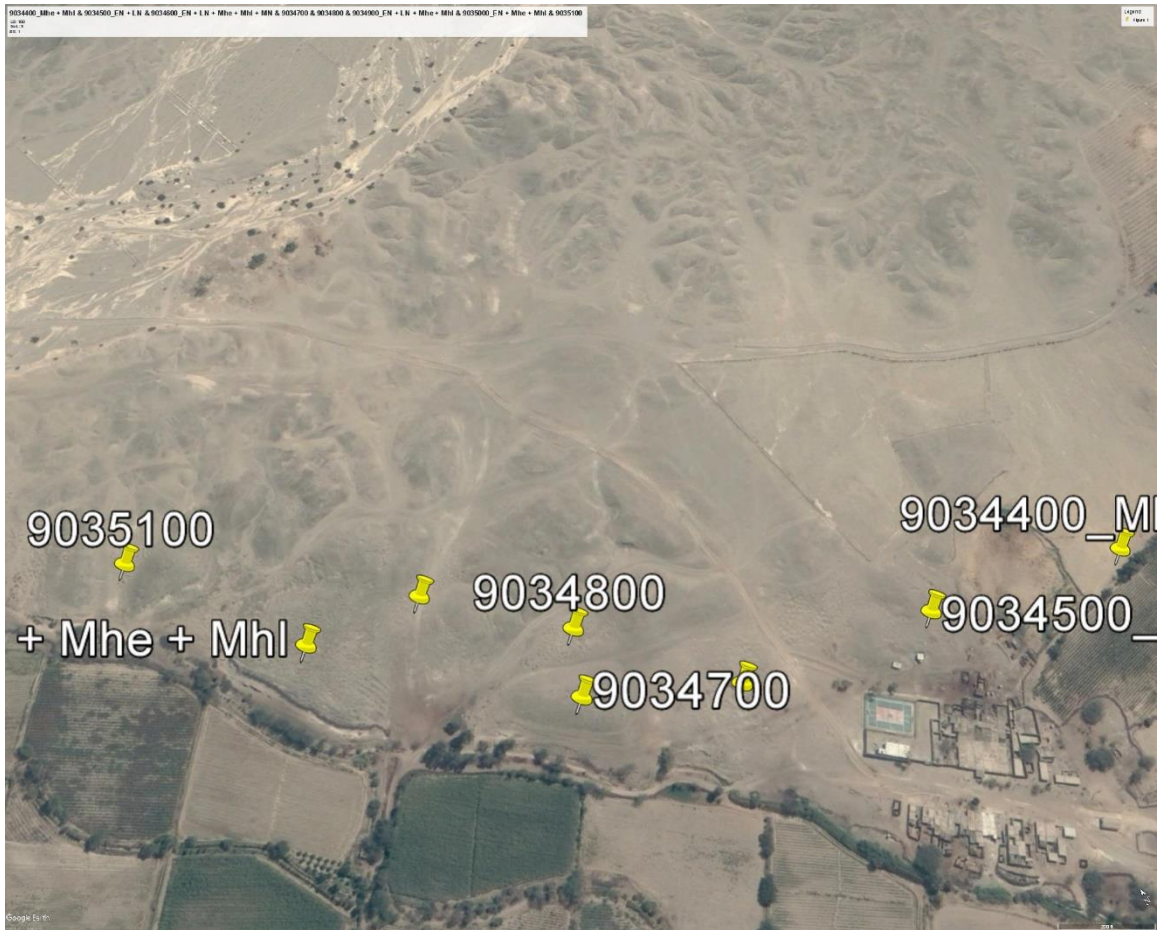 9034400_Mhe + Mhl & 9034500_EN + LN & 9034600_EN + LN + Mhe + Mhl + MN & 9034700 & 9034800 & 9034900_EN + LN + Mhe + Mhl & 9035000_EN + Mhe + Mhl & 9035100
Legend
9035100
9034400_M
9034800
9034500_
+ Mhe + Mhl
9034700
Google Earth